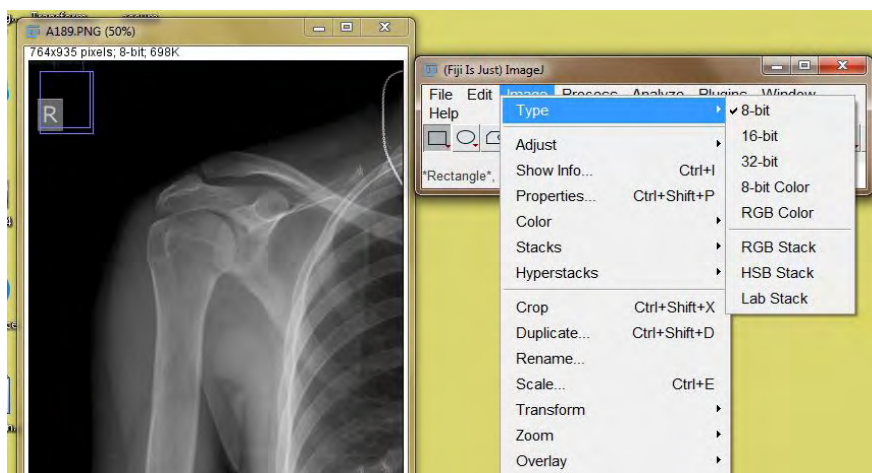 A189.PNG (50%)
764x935 pixels; 8-bit; 698K
R
(Fiji Is Just) ImageJ
File Edit Image Process Analyze Plugins Window
Help
*Rectangle*,
Type
Adjust
Show Info... Ctrl+I
Properties... Ctrl+Shift+P
Color
Stacks
Hyperstacks
Crop Ctrl+Shift+X
Duplicate... Ctrl+Shift+D
Rename...
Scale... Ctrl+E
Transform
Zoom
Overlay
8-bit
16-bit
32-bit
8-bit Color
RGB Color
RGB Stack
HSB Stack
Lab Stack